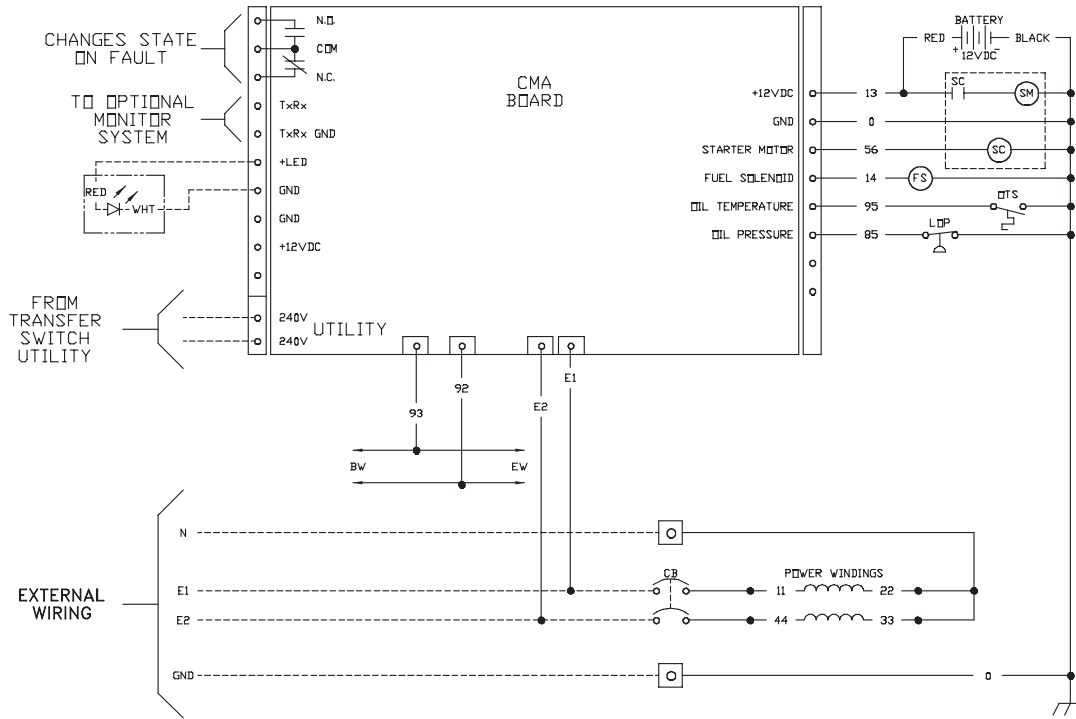 CHANGES STATE
ON FAULT
N.O.
COM
N.C.
TO OPTIONAL
MONITOR
SYSTEM
TxRx
TxRx GND
+LED
GND
GND
+12VDC
RED
WHT
FROM
TRANSFER
SWITCH
UTILITY
240V
240V
UTILITY
CMA
BOARD
+12VDC
GND
STARTER MOTOR
FUEL SOLENOID
OIL TEMPERATURE
OIL PRESSURE
13
0
56
14
95
85
BATTERY
RED
BLACK
+ -
12VDC
SC
SM
SC
FS
OTS
LOP
93
92
E2
E1
BW
EW
EXTERNAL
WIRING
N
E1
E2
GND
CB
POWER WINDINGS
11
22
44
33
0